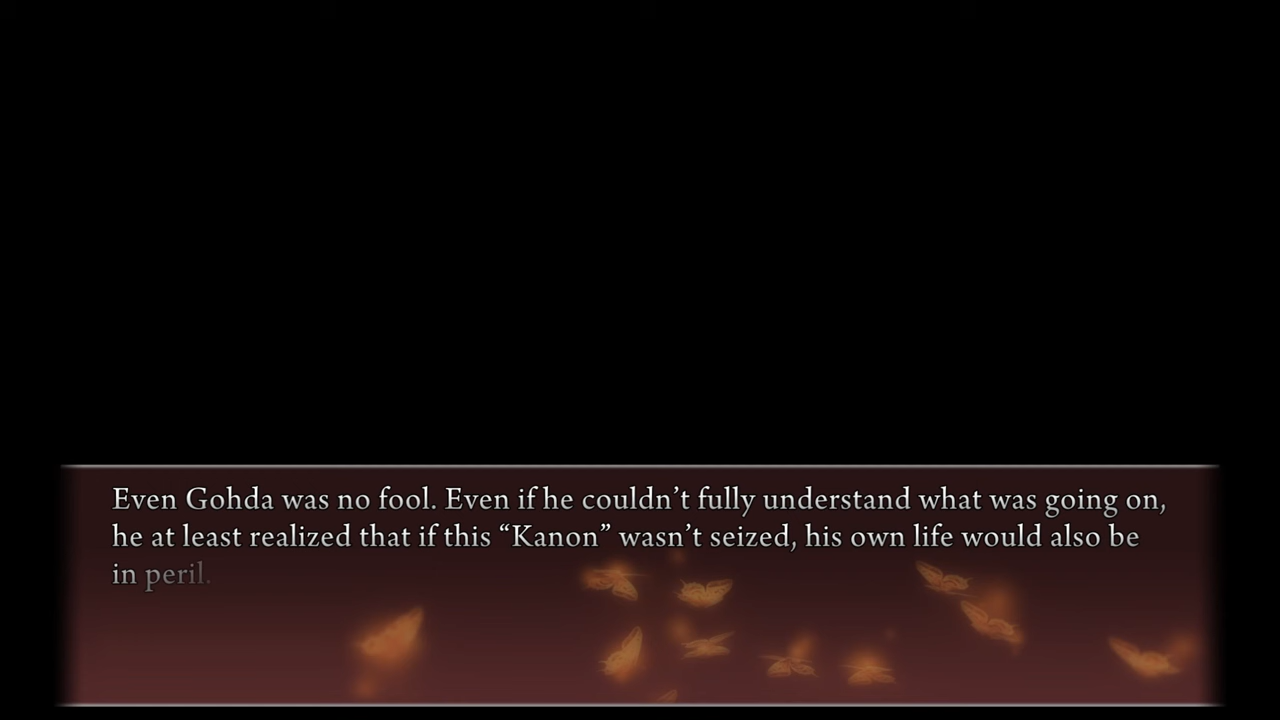 Even Gohda was no fool. Even if he couldn’t fully understand what was going on,
he at least realized that if this “Kanon” wasn’t seized, his own life would also be
in peril.